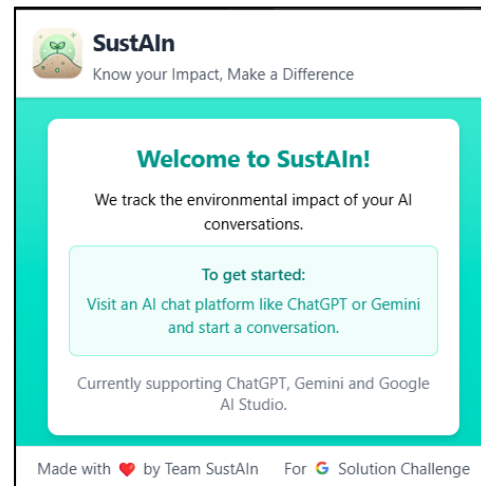 SustAIn
Know your Impact, Make a Difference
Welcome to SustAIn!
We track the environmental impact of your AI
conversations.
To get started:
Visit an AI chat platform like ChatGPT or Gemini
and start a conversation.
Currently supporting ChatGPT, Gemini and Google
AI Studio.
Made with ❤️ by Team SustAIn For G Solution Challenge